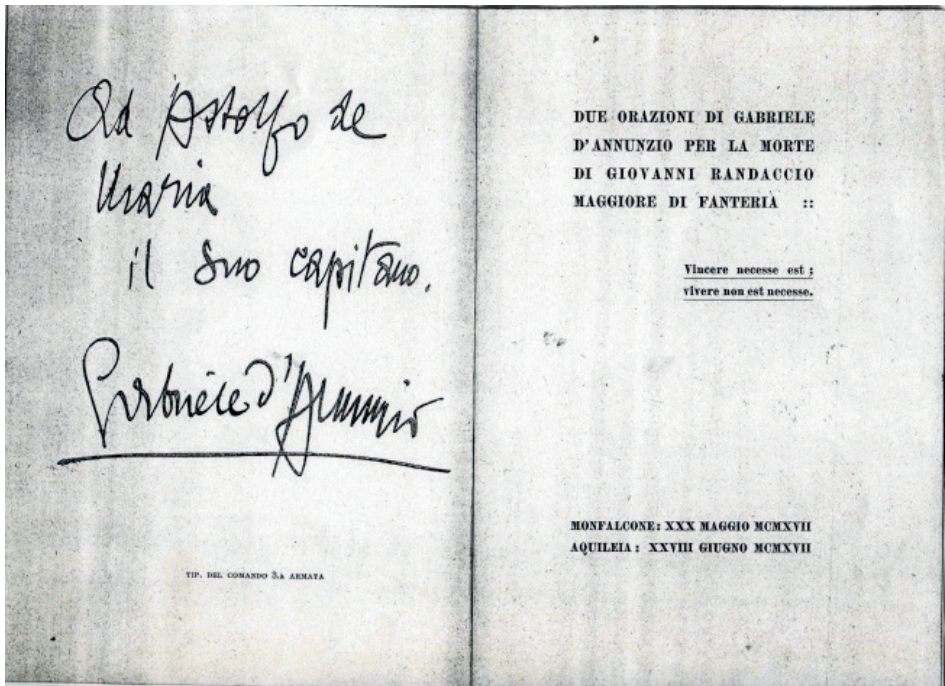 Ad Astolfo de
Maria
il suo capitano.
Gabriele d'Annunzio
TIP. DEL COMANDO 3.A ARMATA
DUE ORAZIONI DI GABRIELE
D'ANNUNZIO PER LA MORTE
DI GIOVANNI RANDACCIO
MAGGIORE DI FANTERIA ::
Vincere necesse est ;
vivere non est necesse.
MONFALCONE: XXX MAGGIO MCMXVII
AQUILEIA : XXVIII GIUGNO MCMXVII